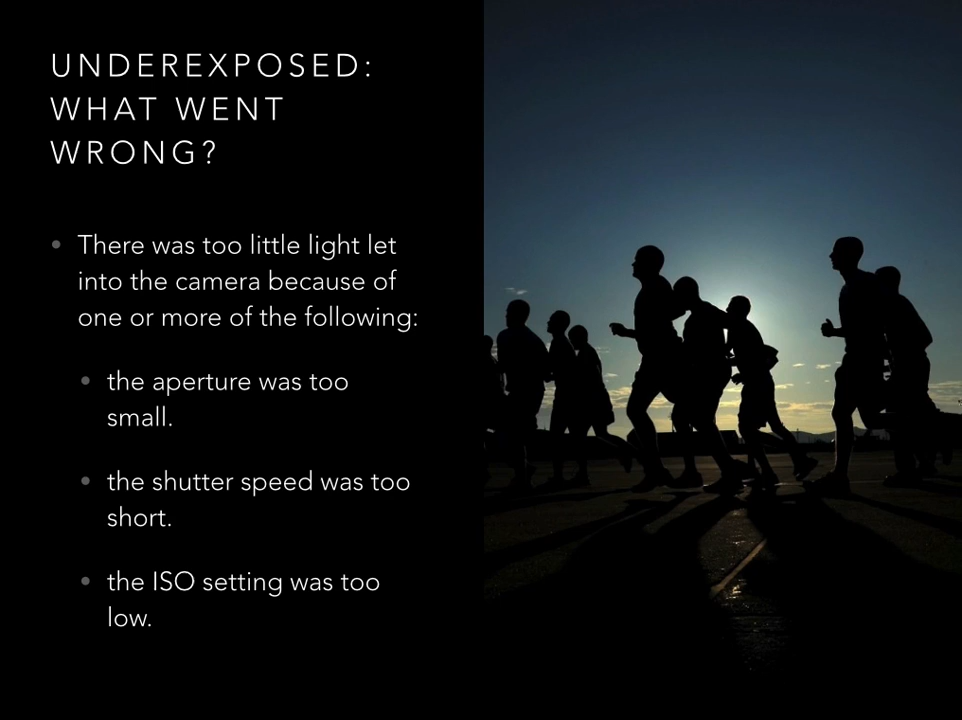 UNDEREXPOSED:
WHAT WENT
WRONG?
• There was too little light let
into the camera because of
one or more of the following:
• the aperture was too
small.
• the shutter speed was too
short.
• the ISO setting was too
low.